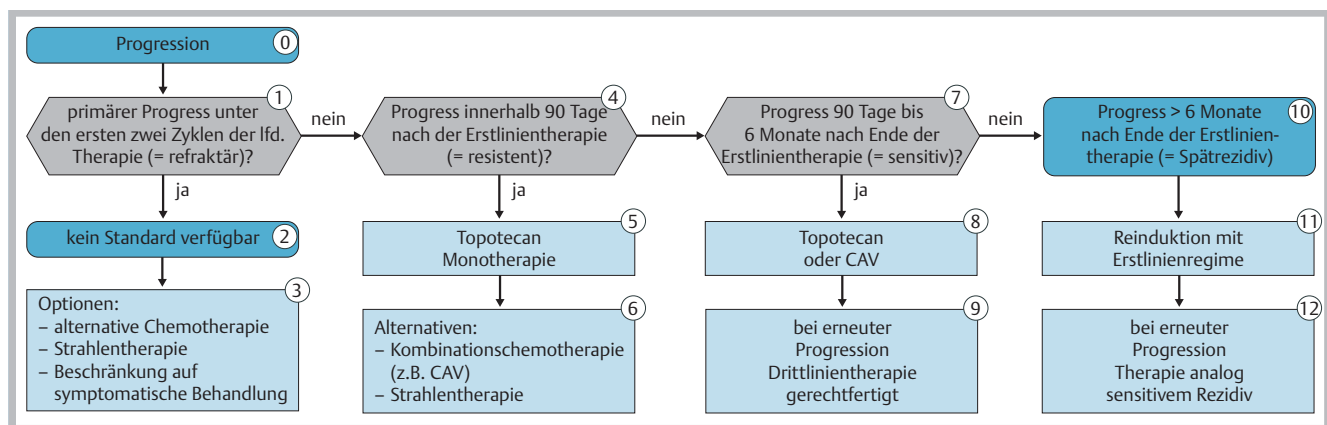 Progression
0
primärer Progress unter
den ersten zwei Zyklen der lfd.
Therapie (= refraktär)?
1
nein
ja
kein Standard verfügbar
2
Optionen:
– alternative Chemotherapie
– Strahlentherapie
– Beschränkung auf
symptomatische Behandlung
3
Progress innerhalb 90 Tage
nach der Erstlinientherapie
(= resistent)?
4
nein
ja
Topotecan
Monotherapie
5
Alternativen:
– Kombinationschemotherapie
(z.B. CAV)
– Strahlentherapie
6
Progress 90 Tage bis
6 Monate nach Ende der
Erstlinientherapie (= sensitiv)?
7
nein
ja
Topotecan
oder CAV
8
bei erneuter
Progression
Drittlinientherapie
gerechtfertigt
9
Progress > 6 Monate
nach Ende der Erstlinien-
therapie (= Spätrezidiv)
10
Reinduktion mit
Erstlinienregime
11
bei erneuter
Progression
Therapie analog
sensitivem Rezidiv
12